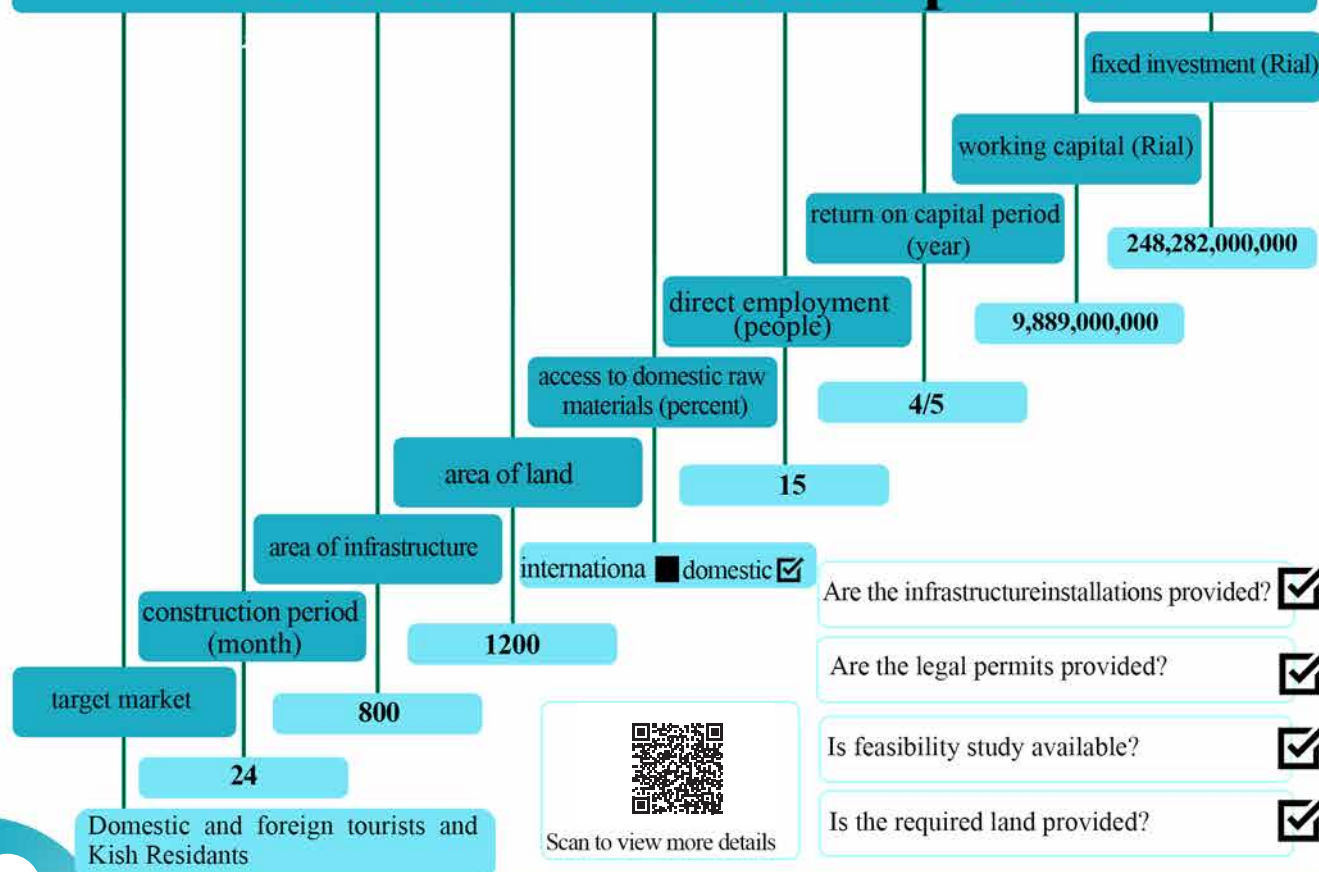 fixed investment (Rial)
248,282,000,000
working capital (Rial)
9,889,000,000
return on capital period
(year)
4/5
direct employment
(people)
15
access to domestic raw
materials (percent)
internationa domestic
area of land
1200
area of infrastructure
800
construction period
(month)
24
target market
Domestic and foreign tourists and
Kish Residants
Are the infrastructureinstallations provided?
Are the legal permits provided?
Is feasibility study available?
Is the required land provided?
Scan to view more details